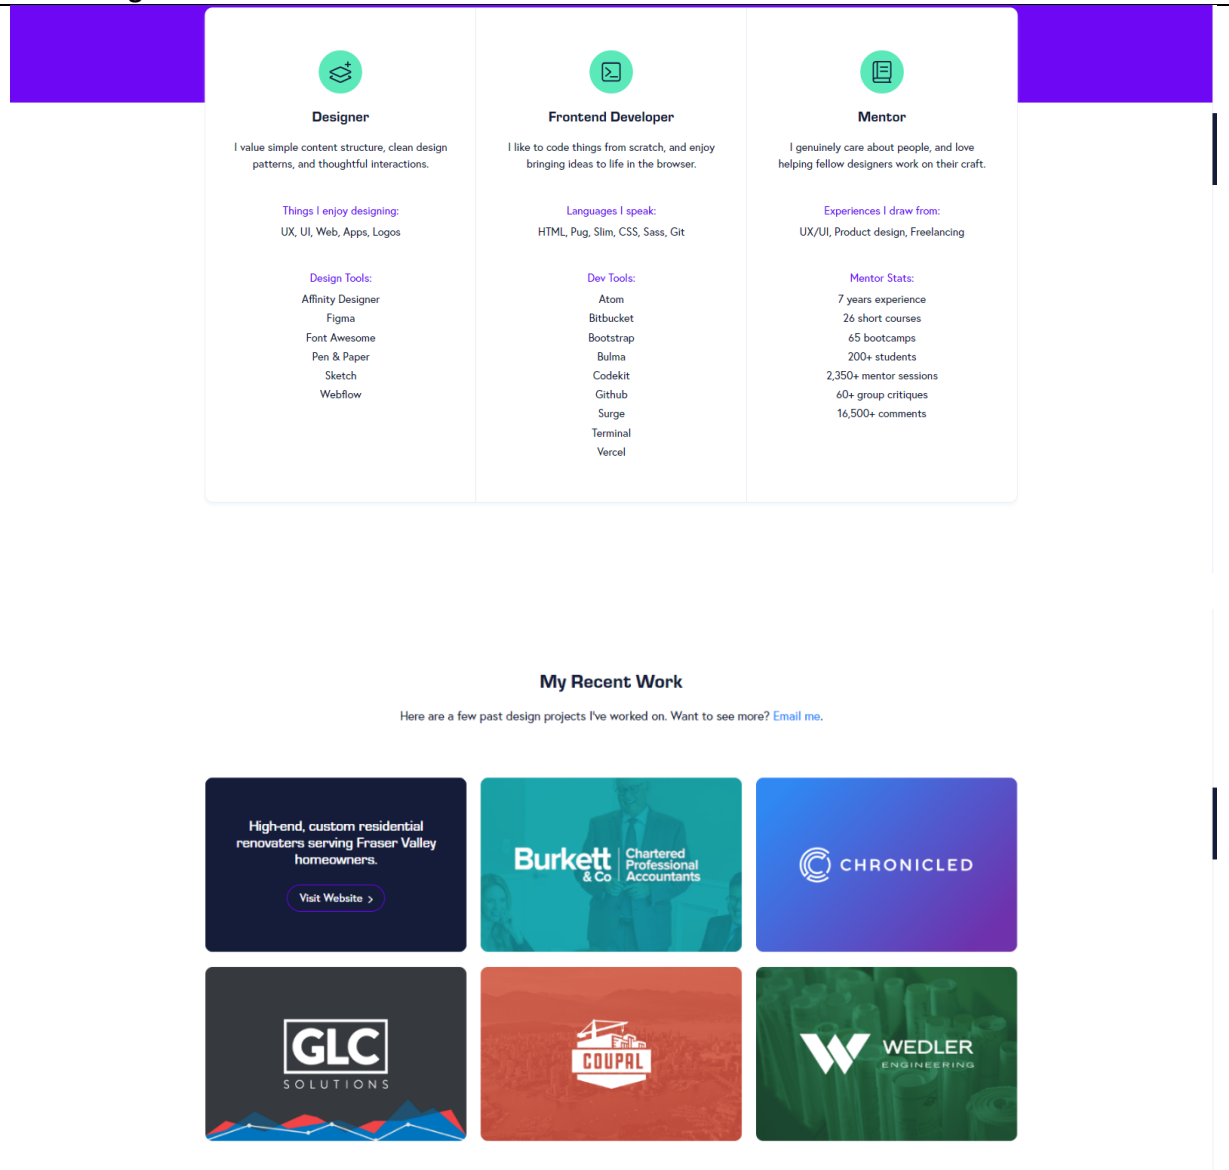 Designer
I value simple content structure, clean design
patterns, and thoughtful interactions.
Things I enjoy designing:
UX, UI, Web, Apps, Logos
Design Tools:
Affinity Designer
Figma
Font Awesome
Pen & Paper
Sketch
Webflow
Frontend Developer
I like to code things from scratch, and enjoy
bringing ideas to life in the browser.
Languages I speak:
HTML, Pug, Slim, CSS, Sass, Git
Dev Tools:
Atom
Bitbucket
Bootstrap
Bulma
Codekit
Github
Surge
Terminal
Vercel
Mentor
I genuinely care about people, and love
helping fellow designers work on their craft.
Experiences I draw from:
UX/UI, Product design, Freelancing
Mentor Stats:
7 years experience
26 short courses
65 bootcamps
200+ students
2,350+ mentor sessions
60+ group critiques
16,500+ comments
My Recent Work
Here are a few past design projects I've worked on. Want to see more? Email me.
High-end, custom residential
renovaters serving Fraser Valley
homeowners.
Visit Website >
Burkett
& Co
Chartered
Professional
Accountants
CHRONICLED
GLC
SOLUTIONS
COUPAL
WEDLER
ENGINEERING